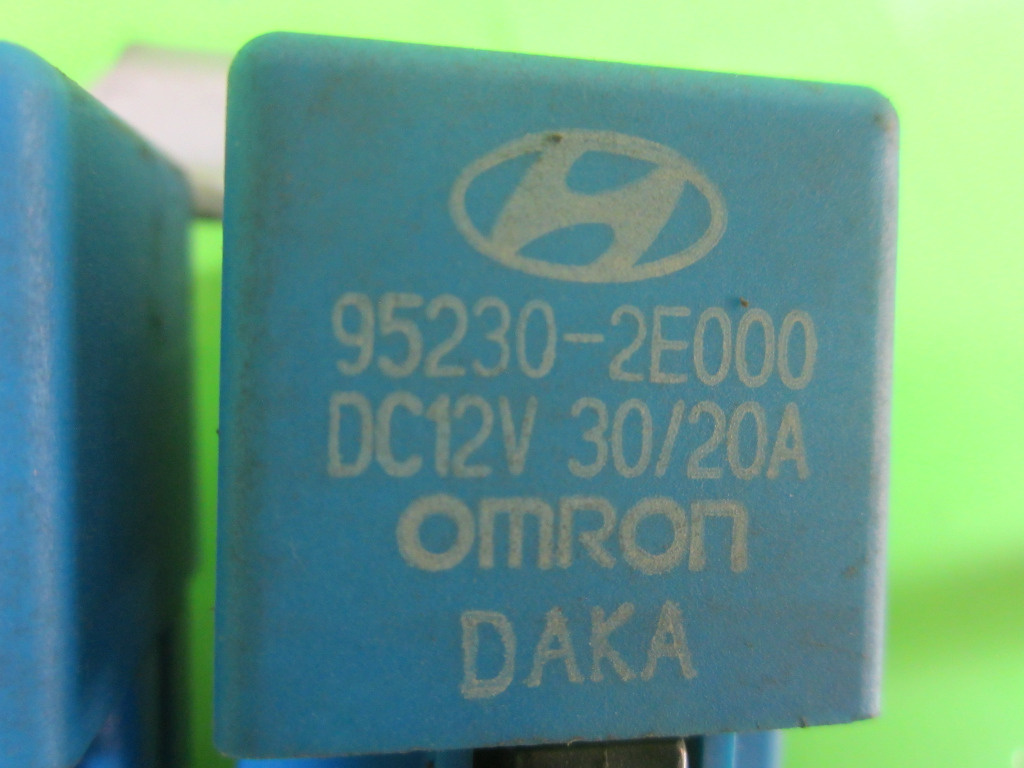 95230-2E000
DC12V 30/20A
omron
DAKA